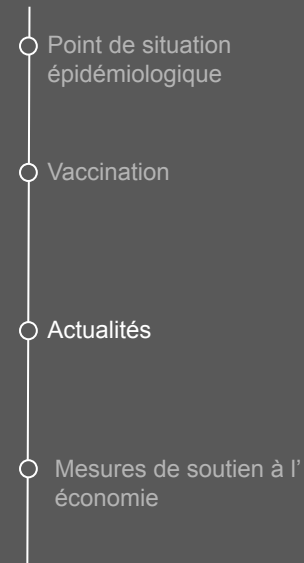 Point de situation
épidémiologique
Vaccination
Actualités
Mesures de soutien à l’
économie